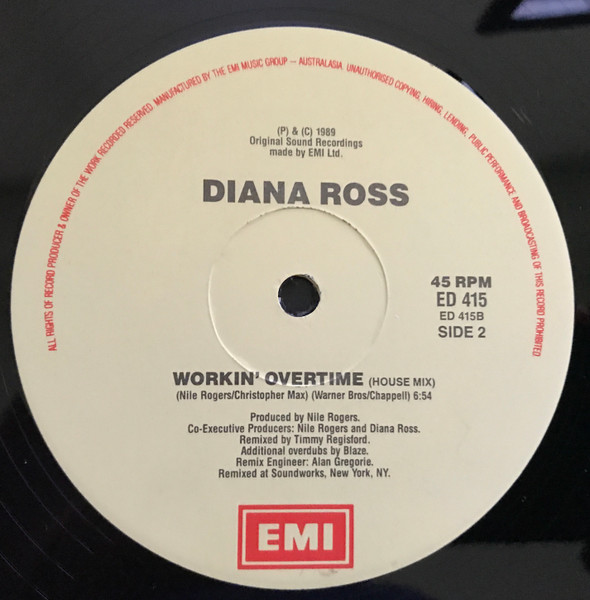 ALL RIGHTS OF RECORD PRODUCER & OWNER OF THE WORK RECORDED RESERVED. MANUFACTURED BY THE EMI MUSIC GROUP – AUSTRALASIA. UNAUTHORISED COPYING, HIRING, LENDING, PUBLIC PERFORMANCE AND BROADCASTING OF THIS RECORD PROHIBITED
(P) & (C) 1989
Original Sound Recordings
made by EMI Ltd.
DIANA ROSS
45 RPM
ED 415
ED 415B
SIDE 2
WORKIN' OVERTIME (HOUSE MIX)
(Nile Rogers/Christopher Max) (Warner Bros/Chappell) 6:54
Produced by Nile Rogers.
Co-Executive Producers: Nile Rogers and Diana Ross.
Remixed by Timmy Regisford.
Additional overdubs by Blaze.
Remix Engineer: Alan Gregorie.
Remixed at Soundworks, New York, NY.
EMI